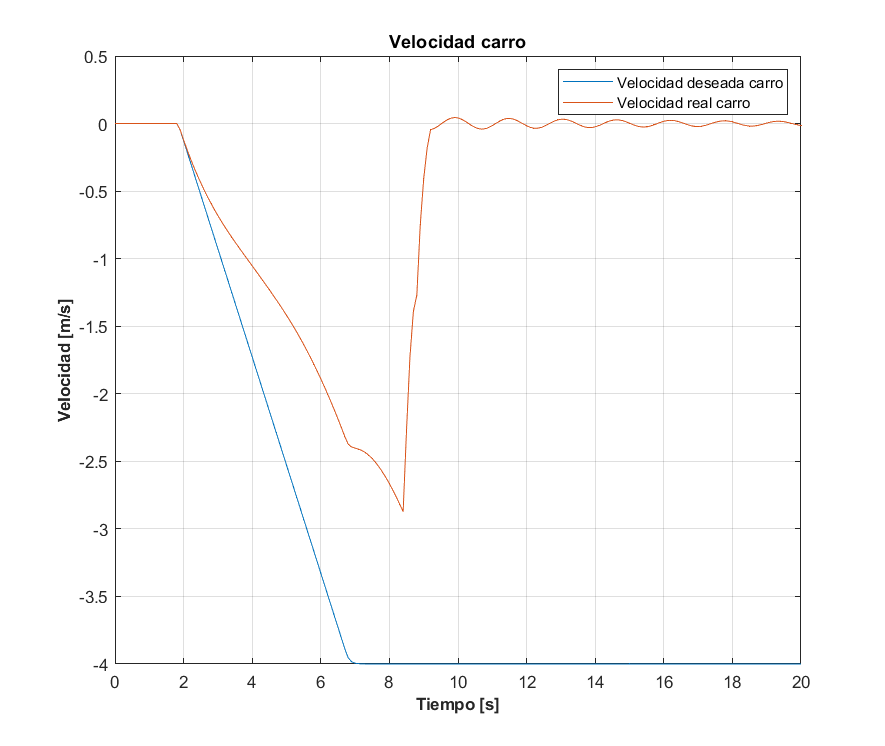 Velocidad carro
Velocidad deseada carro
Velocidad real carro
0.5
0
-0.5
-1
-1.5
-2
-2.5
-3
-3.5
-4
Velocidad [m/s]
0 2 4 6 8 10 12 14 16 18 20
Tiempo [s]